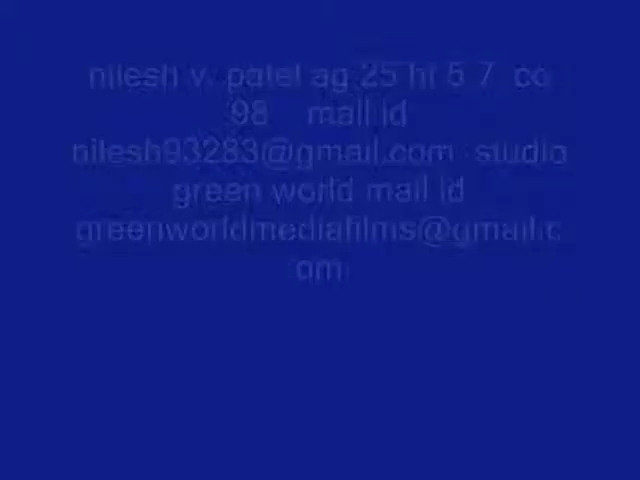 nilesh v. patel ag 25 hi 5 7 co
98 mail id
nilesh93283@gmail.com studio
green world mail id
greenworldmediafilms@gmail.c
om